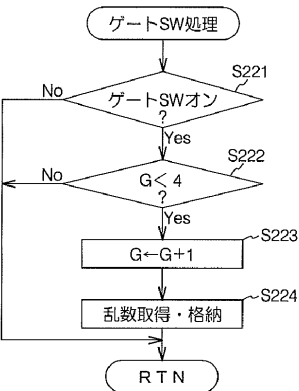 ゲートSW処理
S221
ゲートSWオン
?
No
Yes
S222
G<4
?
No
Yes
S223
G←G+1
S224
乱数取得・格納
RTN